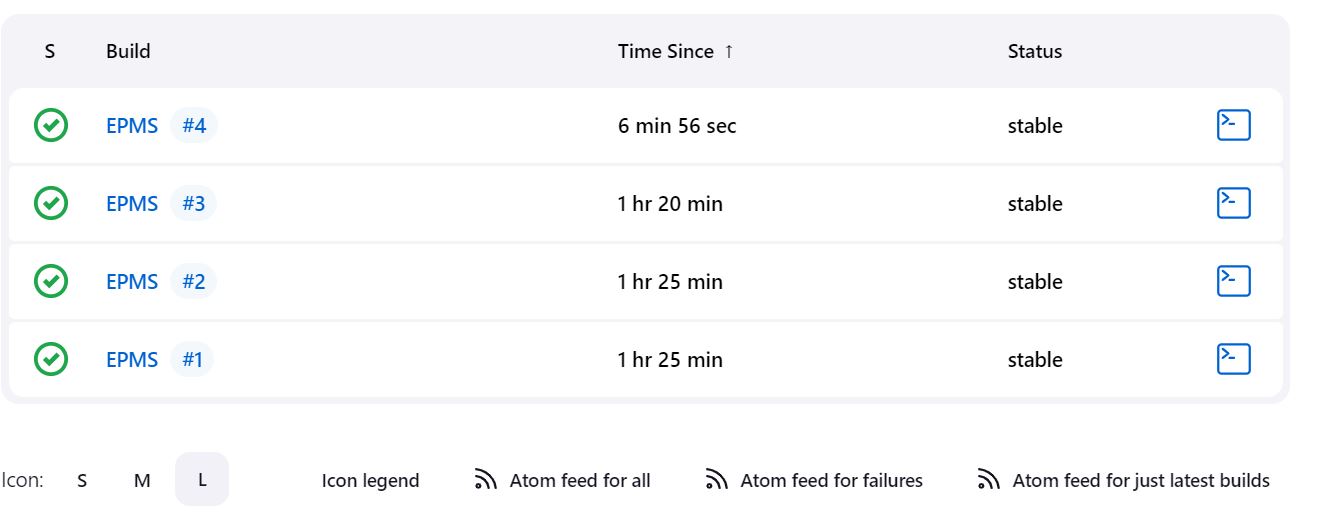 S Build Time Since ↑ Status
EPMS #4 6 min 56 sec stable
EPMS #3 1 hr 20 min stable
EPMS #2 1 hr 25 min stable
EPMS #1 1 hr 25 min stable
Icon: S M L Icon legend Atom feed for all Atom feed for failures Atom feed for just latest builds